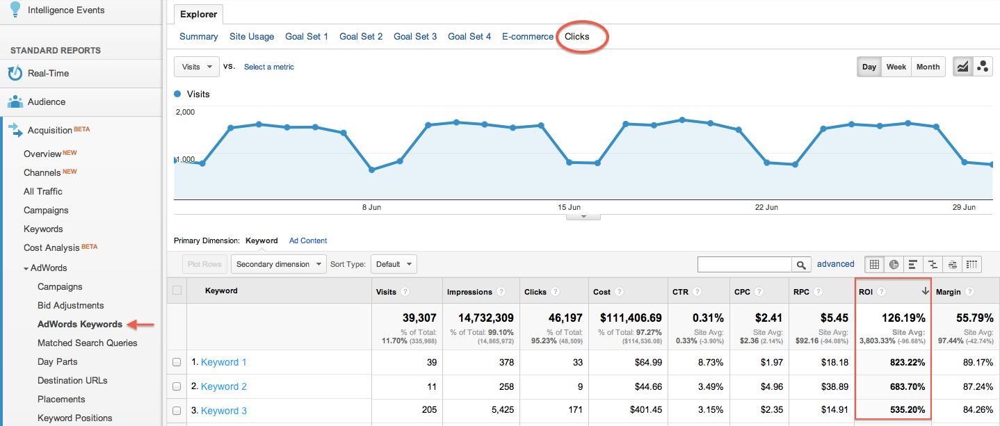 Intelligence Events
STANDARD REPORTS
Real-Time
Audience
Acquisition BETA
Overview NEW
Channels NEW
All Traffic
Campaigns
Keywords
Cost Analysis BETA
AdWords
Campaigns
Bid Adjustments
AdWords Keywords
Matched Search Queries
Day Parts
Destination URLs
Placements
Keyword Positions
Explorer
Summary Site Usage Goal Set 1 Goal Set 2 Goal Set 3 Goal Set 4 E-commerce Clicks
Visits vs. Select a metric Day Week Month
Visits
2,000
1,000
8 Jun 15 Jun 22 Jun 29 Jun
Primary Dimension: Keyword Ad Content
Plot Rows Secondary dimension Sort Type: Default advanced
Keyword Visits ? Impressions ? Clicks ? Cost ? CTR ? CPC ? RPC ? ROI ? Margin ?
39,307 14,732,309 46,197 $111,406.69 0.31% $2.41 $5.45 126.19% 55.79%
% of Total: % of Total: 99.10% % of Total: % of Total: 97.27% Site Avg: Site Avg: Site Avg: Site Avg: Site Avg:
11.70% (335,988) (14,865,972) 95.23% (48,509) ($114,536.08) 0.33% (-3.90%) $2.36 (2.14%) $92.16 (-94.08%) 3,803.33% (-96.68%) 97.44% (-42.74%)
1. Keyword 1 39 378 33 $64.99 8.73% $1.97 $18.18 823.22% 89.17%
2. Keyword 2 11 258 9 $44.66 3.49% $4.96 $38.89 683.70% 87.24%
3. Keyword 3 205 5,425 171 $401.45 3.15% $2.35 $14.91 535.20% 84.26%